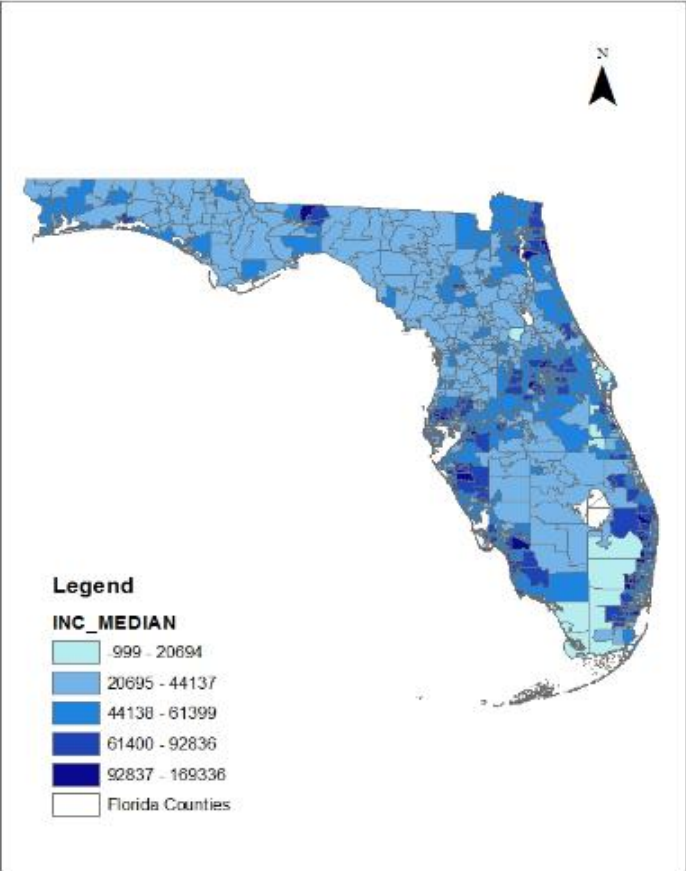 N
Legend
INC_MEDIAN
-999 - 20694
20695 - 44137
44138 - 61399
61400 - 92836
92837 - 169336
Florida Counties